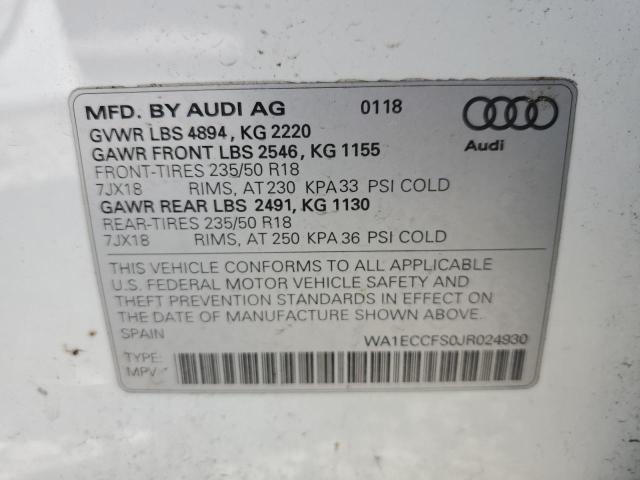 MFD. BY AUDI AG 0118
GVWR LBS 4894, KG 2220
GAWR FRONT LBS 2546, KG 1155
FRONT-TIRES 235/50 R18
7JX18 RIMS, AT 230 KPA 33 PSI COLD
GAWR REAR LBS 2491, KG 1130
REAR-TIRES 235/50 R18
7JX18 RIMS, AT 250 KPA 36 PSI COLD
Audi
THIS VEHICLE CONFORMS TO ALL APPLICABLE
U.S. FEDERAL MOTOR VEHICLE SAFETY AND
THEFT PREVENTION STANDARDS IN EFFECT ON
THE DATE OF MANUFACTURE SHOWN ABOVE.
SPAIN WA1ECCFS0JR024930
TYPE:
MPV